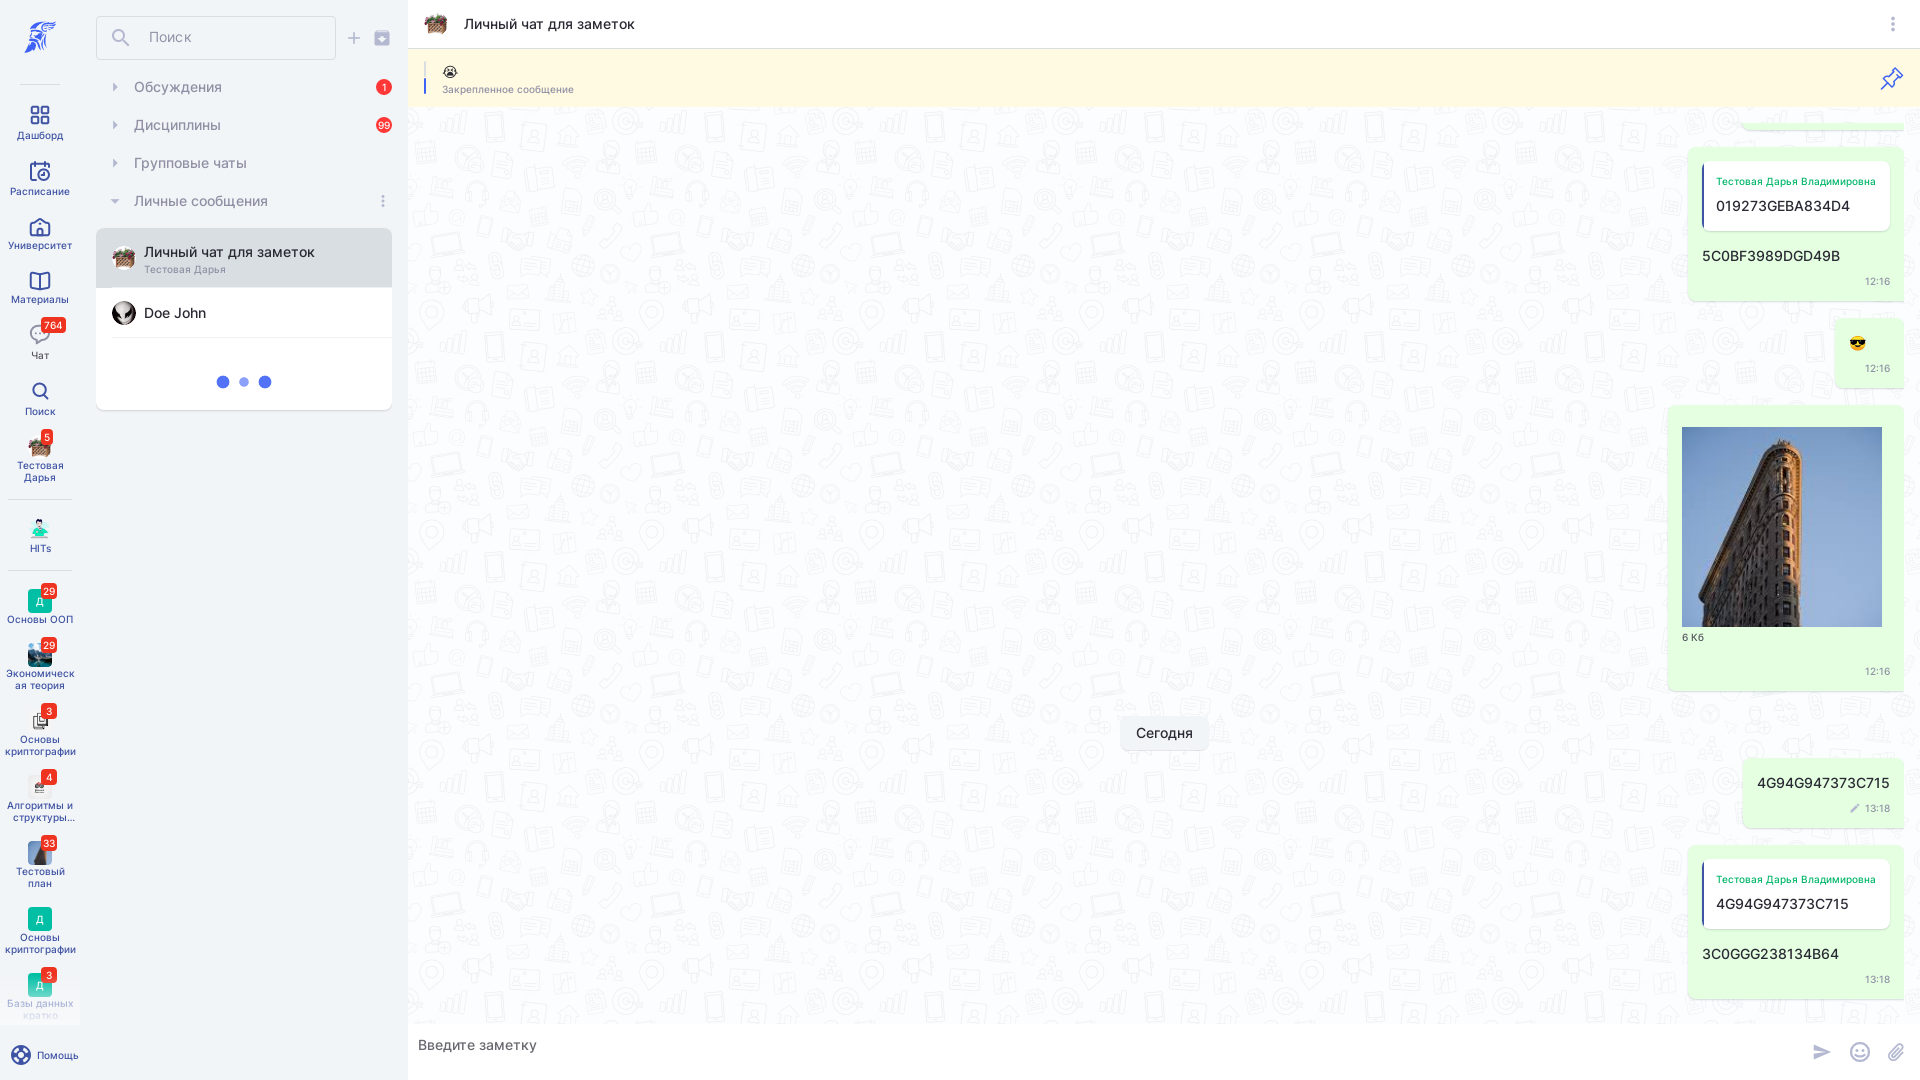 Дашборд
Расписание
Университет
Материалы
764
Чат
Поиск
5
Тестовая
Дарья
HITs
29
Д
Основы ООП
29
Экономическ
ая теория
3
Основы
криптографии
4
Алгоритмы и
структуры...
33
Тестовый
план
Д
Основы
криптографии
3
Д
Базы данных
кратко
Помощь
Поиск
Обсуждения
1
Дисциплины
99
Групповые чаты
Личные сообщения
Личный чат для заметок
Тестовая Дарья
Doe John
Личный чат для заметок
Закрепленное сообщение
Тестовая Дарья Владимировна
019273GEBA834D4
5C0BF3989DGD49B
12:16
12:16
6 Кб
12:16
Сегодня
4G94G947373C715
13:18
Тестовая Дарья Владимировна
4G94G947373C715
3C0GGG238134B64
13:18
Введите заметку